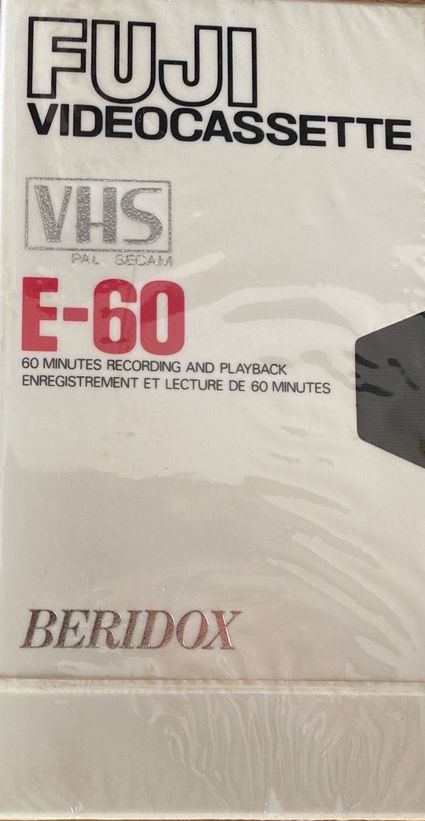 FUJI
VIDEOCASSETTE
VHS
PAL SECAM
E-60
60 MINUTES RECORDING AND PLAYBACK
ENREGISTREMENT ET LECTURE DE 60 MINUTES
BERIDOX